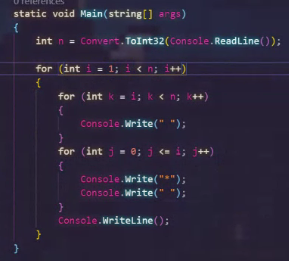 0 references
static void Main(string[] args)
{
int n = Convert.ToInt32(Console.ReadLine());
for (int i = 1; i < n; i++)
{
for (int k = i; k < n; k++)
{
Console.Write(" ");
}
for (int j = 0; j <= i; j++)
{
Console.Write("*");
Console.Write(" ");
}
Console.WriteLine();
}
}